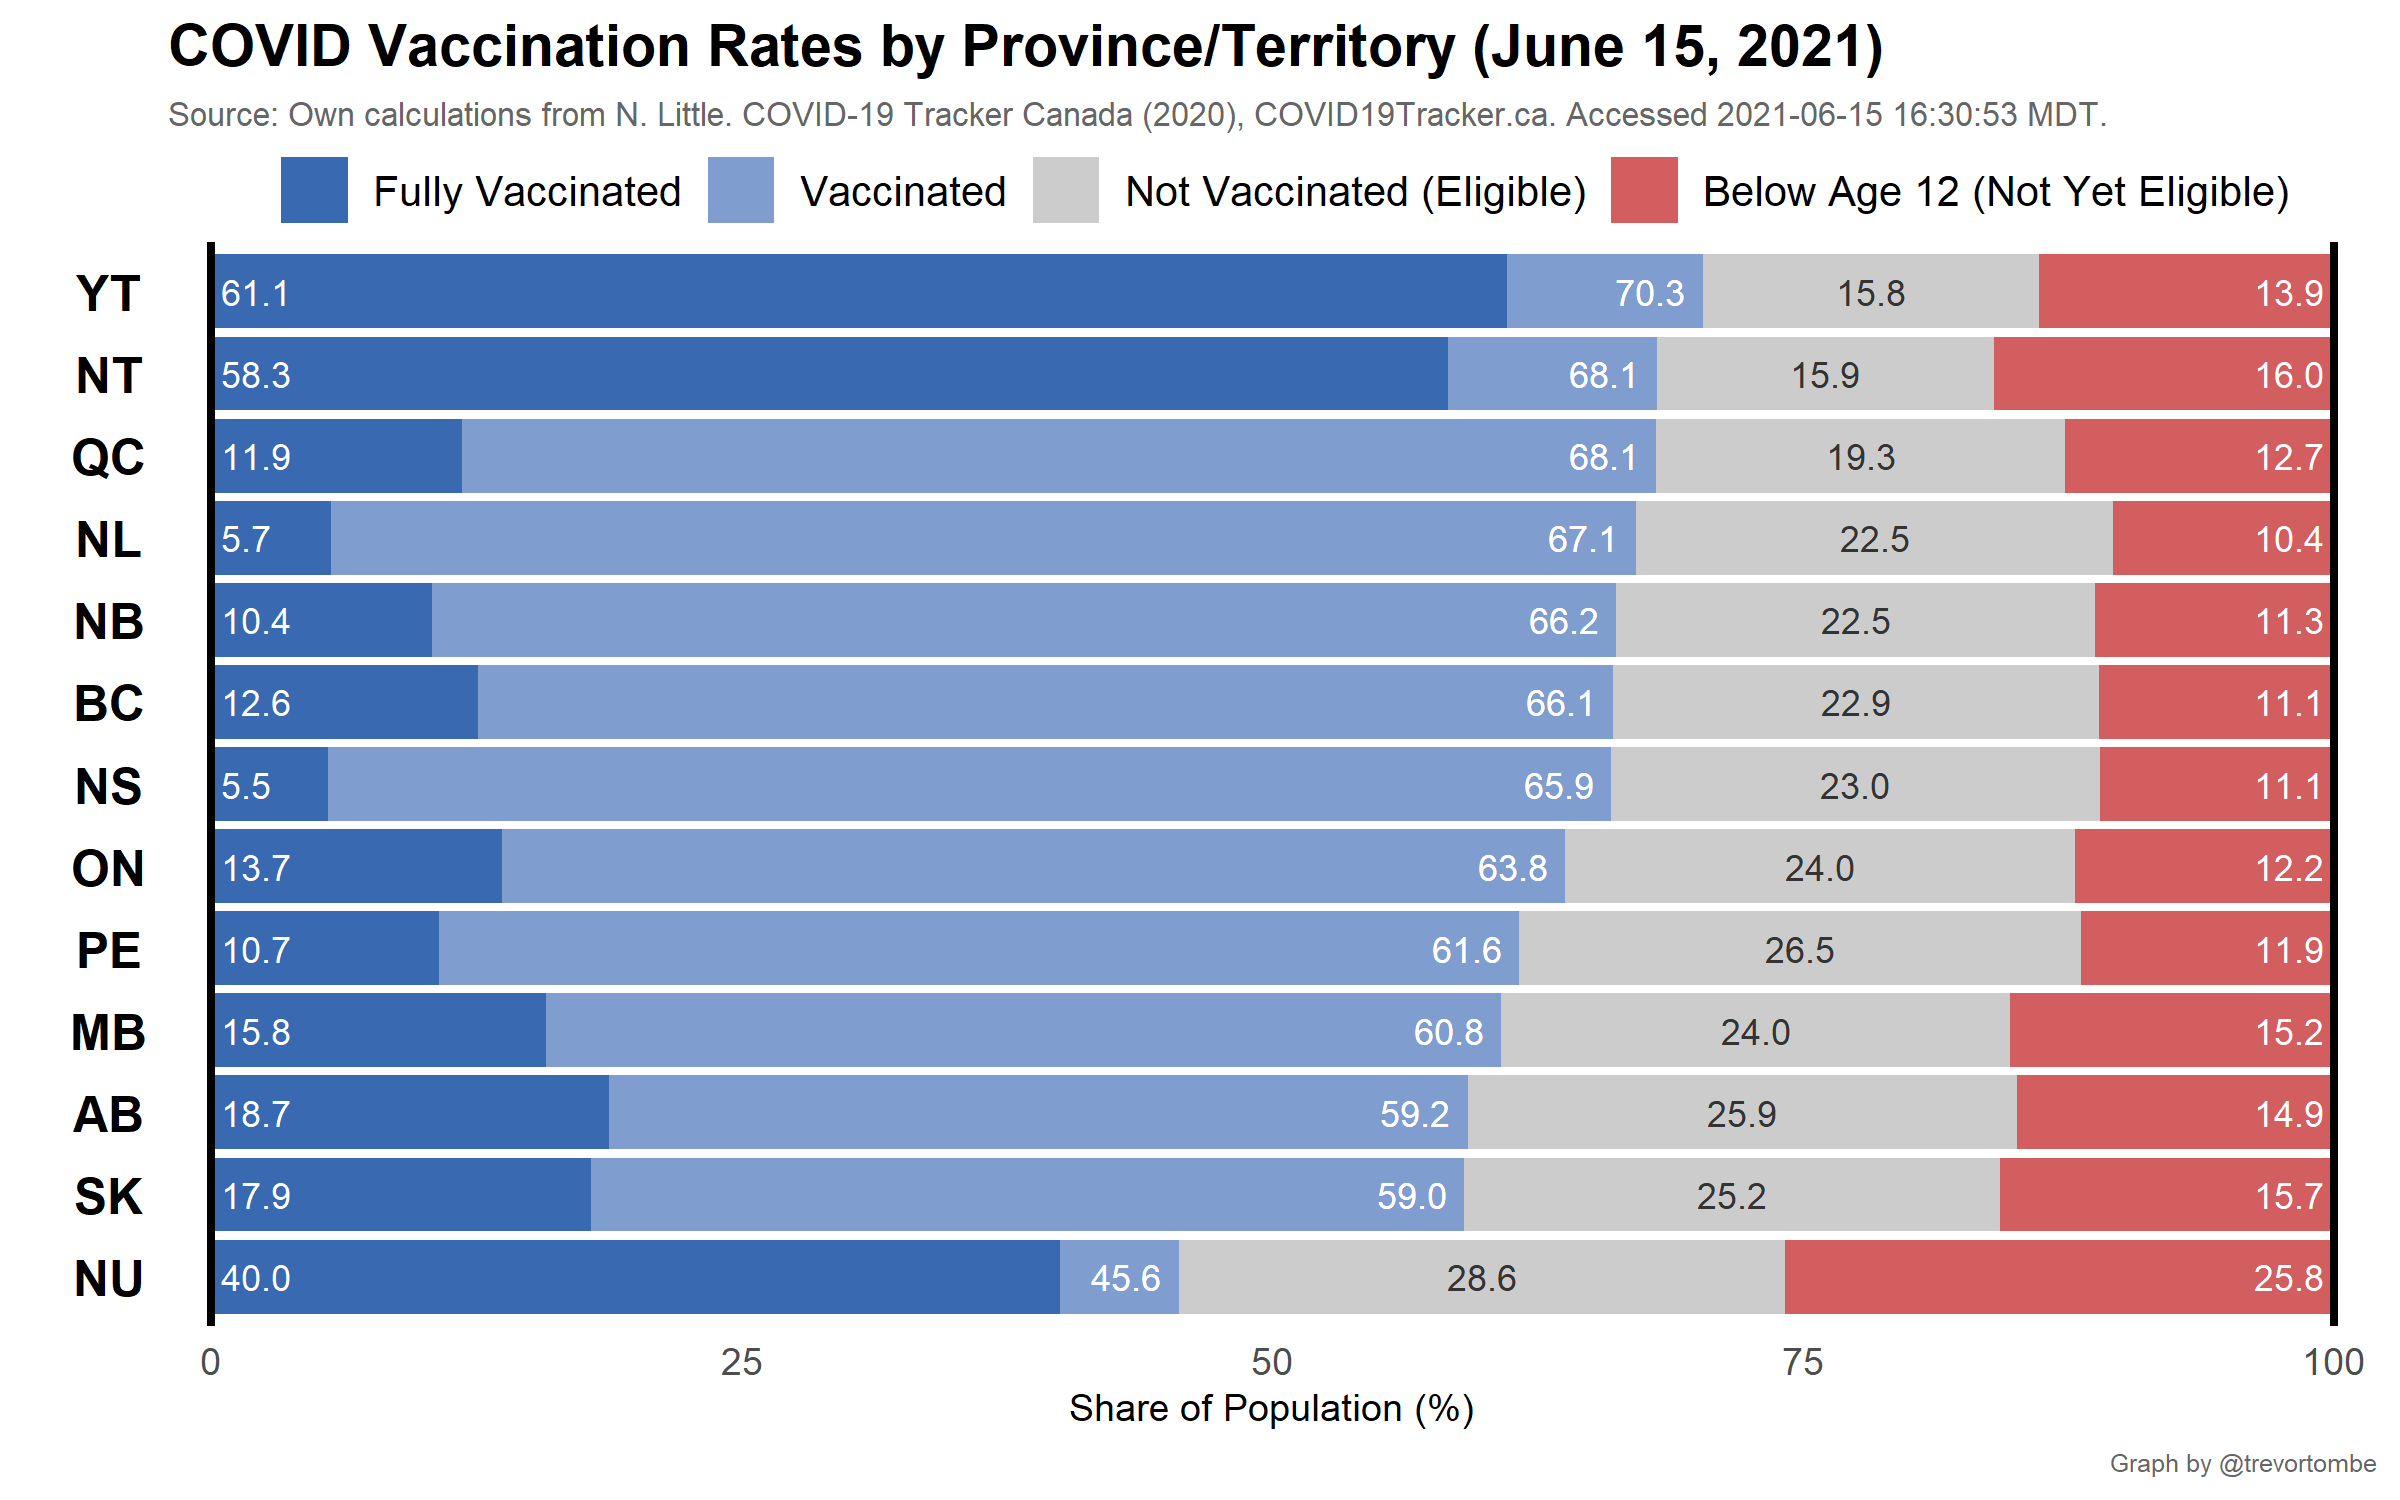 COVID Vaccination Rates by Province/Territory (June 15, 2021)
Source: Own calculations from N. Little. COVID-19 Tracker Canada (2020), COVID19Tracker.ca. Accessed 2021-06-15 16:30:53 MDT.
Fully Vaccinated Vaccinated Not Vaccinated (Eligible) Below Age 12 (Not Yet Eligible)
YT 61.1 70.3 15.8 13.9
NT 58.3 68.1 15.9 16.0
QC 11.9 68.1 19.3 12.7
NL 5.7 67.1 22.5 10.4
NB 10.4 66.2 22.5 11.3
BC 12.6 66.1 22.9 11.1
NS 5.5 65.9 23.0 11.1
ON 13.7 63.8 24.0 12.2
PE 10.7 61.6 26.5 11.9
MB 15.8 60.8 24.0 15.2
AB 18.7 59.2 25.9 14.9
SK 17.9 59.0 25.2 15.7
NU 40.0 45.6 28.6 25.8
0 25 50 75 100
Share of Population (%)
Graph by @trevortombe